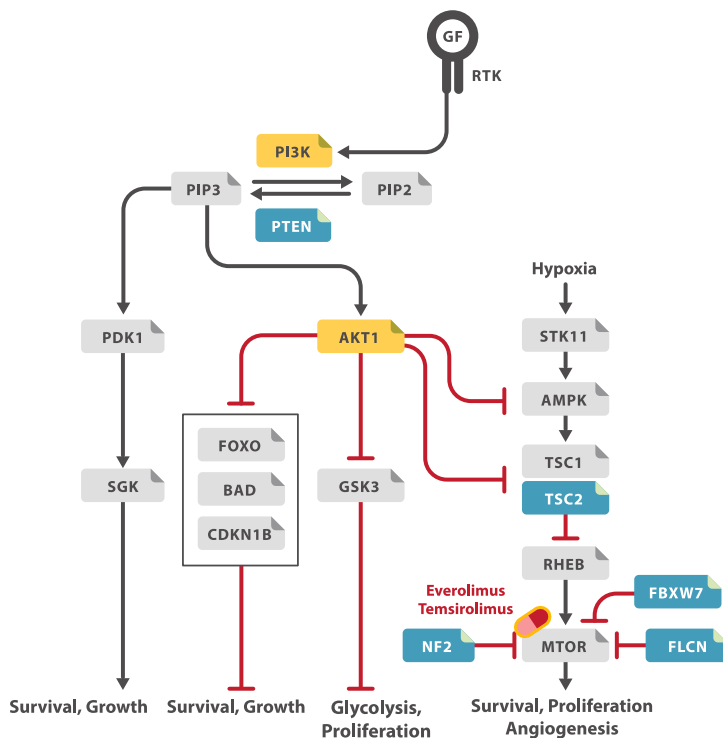 GF
RTK
PI3K
PIP3
PIP2
PTEN
Hypoxia
PDK1
AKT1
STK11
AMPK
FOXO
TSC1
SGK
BAD
GSK3
TSC2
CDKN1B
RHEB
Everolimus
Temsirolimus
FBXW7
NF2
MTOR
FLCN
Survival, Growth
Survival, Growth
Glycolysis,
Proliferation
Survival, Proliferation
Angiogenesis